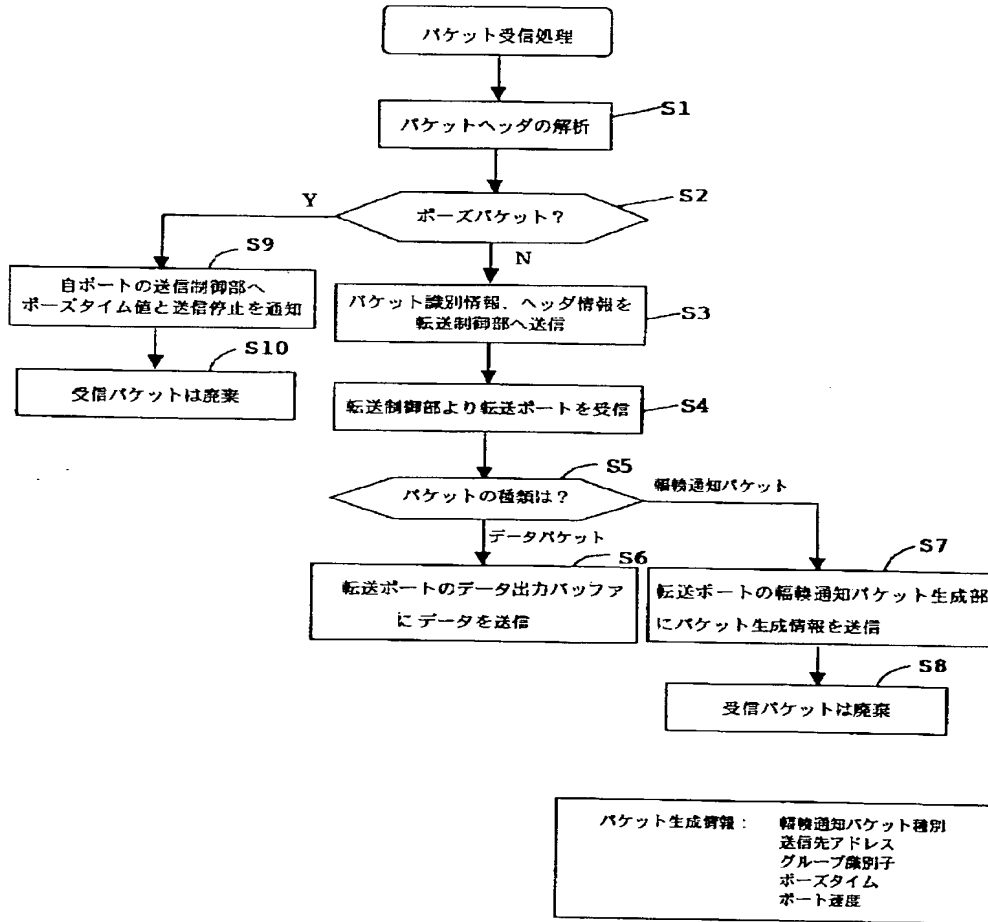 パケット受信処理
S1
パケットヘッダの解析
S2
Y
ポーズパケット？
S9
N
自ポートの送信制御部へ
ポーズタイム値と送信停止を通知
パケット識別情報、ヘッダ情報を
転送制御部へ送信
S3
S10
受信パケットは廃棄
転送制御部より転送ポートを受信
S4
S5
パケットの種類は？
輻輳通知パケット
データパケット
S6
S7
転送ポートのデータ出力バッファ
にデータを送信
転送ポートの輻輳通知パケット生成部
にパケット生成情報を送信
S8
受信パケットは廃棄
パケット生成情報：
輻輳通知パケット種別
送信先アドレス
グループ識別子
ポーズタイム
ポート速度